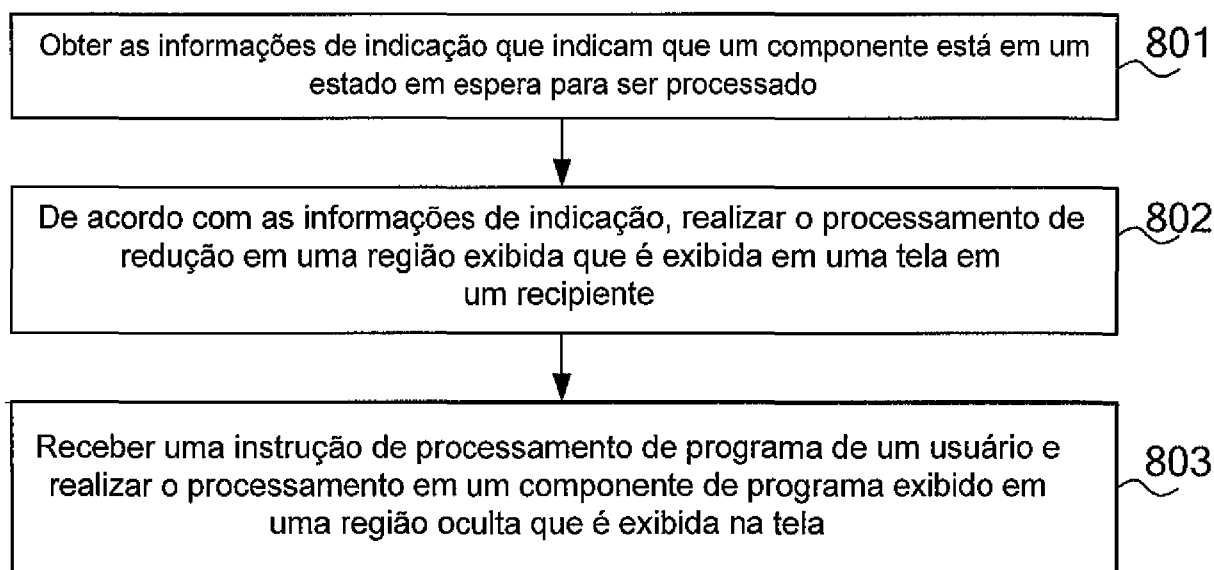 Obter as informações de indicação que indicam que um componente está em um
estado em espera para ser processado
801
De acordo com as informações de indicação, realizar o processamento de
redução em uma região exibida que é exibida em uma tela em
um recipiente
802
Receber uma instrução de processamento de programa de um usuário e
realizar o processamento em um componente de programa exibido em
uma região oculta que é exibida na tela
803